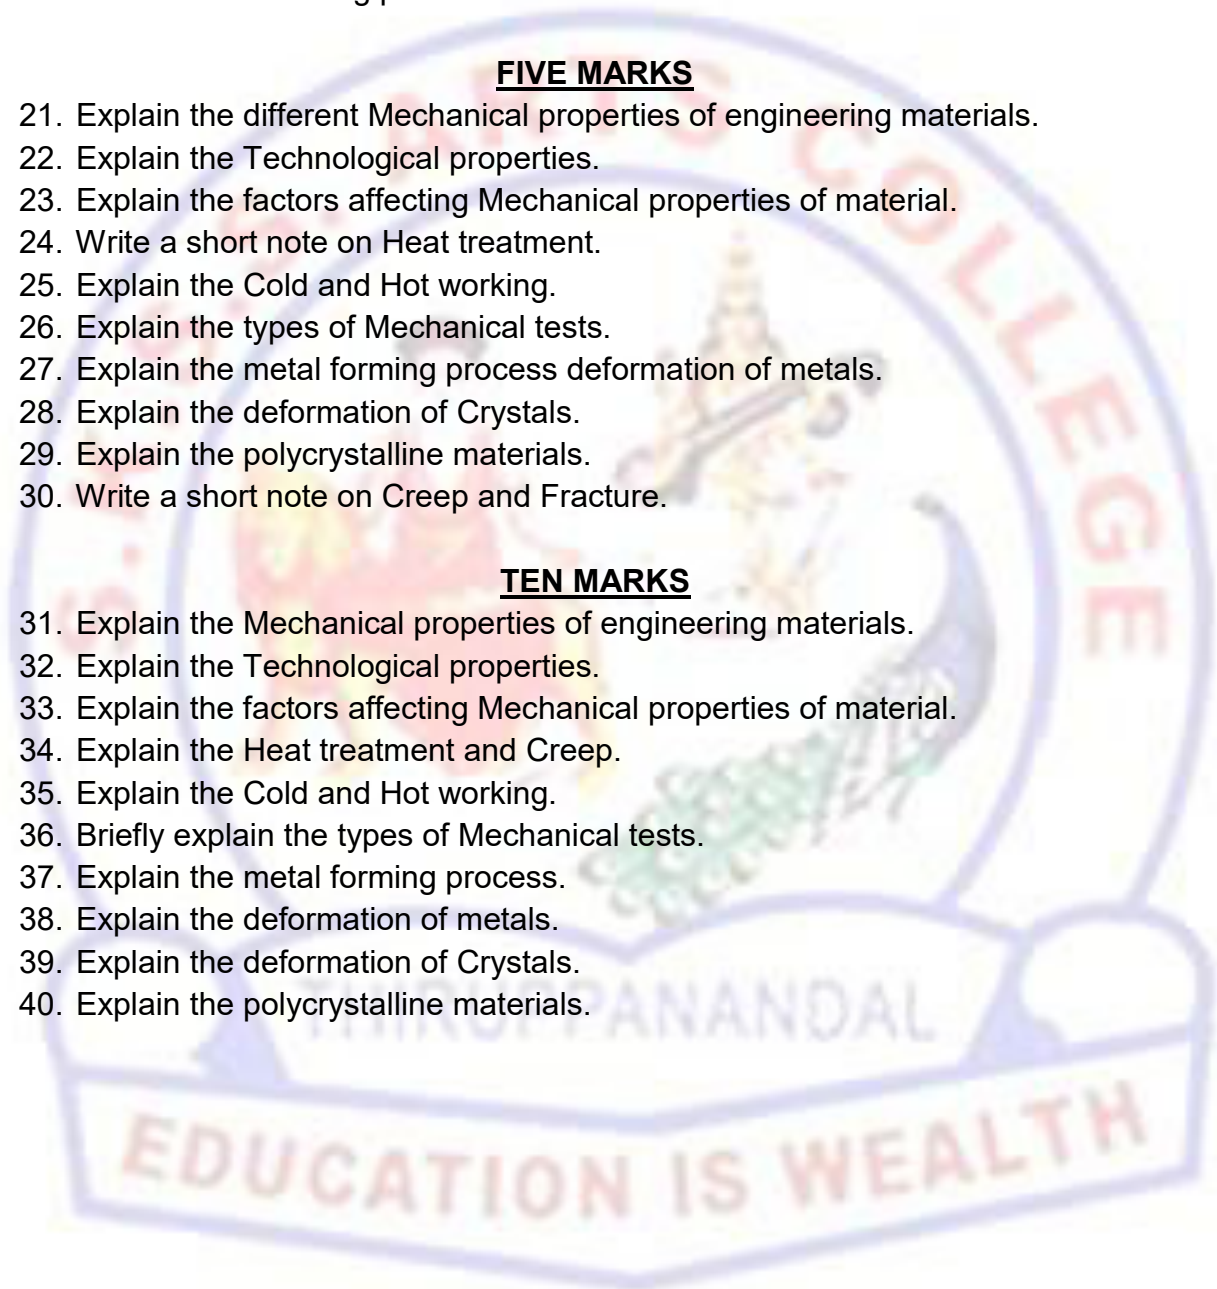 FIVE MARKS
21. Explain the different Mechanical properties of engineering materials.
22. Explain the Technological properties.
23. Explain the factors affecting Mechanical properties of material.
24. Write a short note on Heat treatment.
25. Explain the Cold and Hot working.
26. Explain the types of Mechanical tests.
27. Explain the metal forming process deformation of metals.
28. Explain the deformation of Crystals.
29. Explain the polycrystalline materials.
30. Write a short note on Creep and Fracture.
TEN MARKS
31. Explain the Mechanical properties of engineering materials.
32. Explain the Technological properties.
33. Explain the factors affecting Mechanical properties of material.
34. Explain the Heat treatment and Creep.
35. Explain the Cold and Hot working.
36. Briefly explain the types of Mechanical tests.
37. Explain the metal forming process.
38. Explain the deformation of metals.
39. Explain the deformation of Crystals.
40. Explain the polycrystalline materials.
ARTS COLLEGE
THIRUPPANANDAL
EDUCATION IS WEALTH